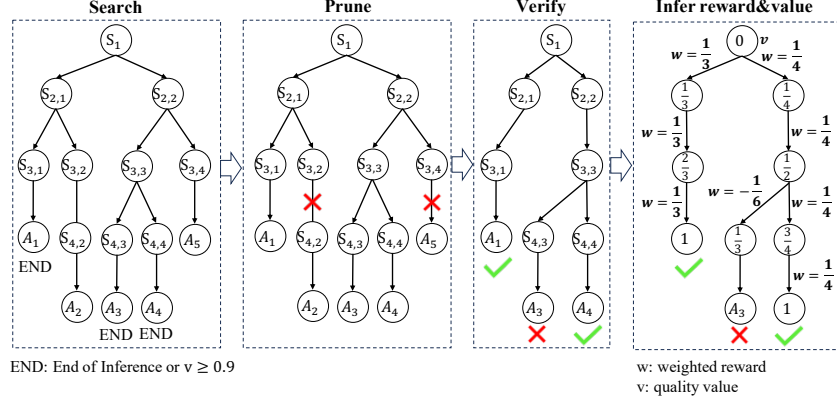 Search
S1
S2,1
S2,2
S3,1
S3,2
S3,3
S3,4
A1
S4,2
S4,3
S4,4
A5
END
A2
A3
A4
END
END
Prune
S1
S2,1
S2,2
S3,1
S3,2
S3,3
S3,4
A1
S4,2
S4,3
S4,4
A5
A2
A3
A4
Verify
S1
S2,1
S2,2
S3,1
S3,3
A1
S4,3
S4,4
A3
A4
Infer reward&value
0
v
w = 1/3
w = 1/4
1/3
1/4
w = 1/3
w = 1/4
2/3
1/2
w = 1/3
w = −1/6
w = 1/4
1
1/3
3/4
w = 1/4
A3
1
END: End of Inference or v ≥ 0.9
w: weighted reward
v: quality value